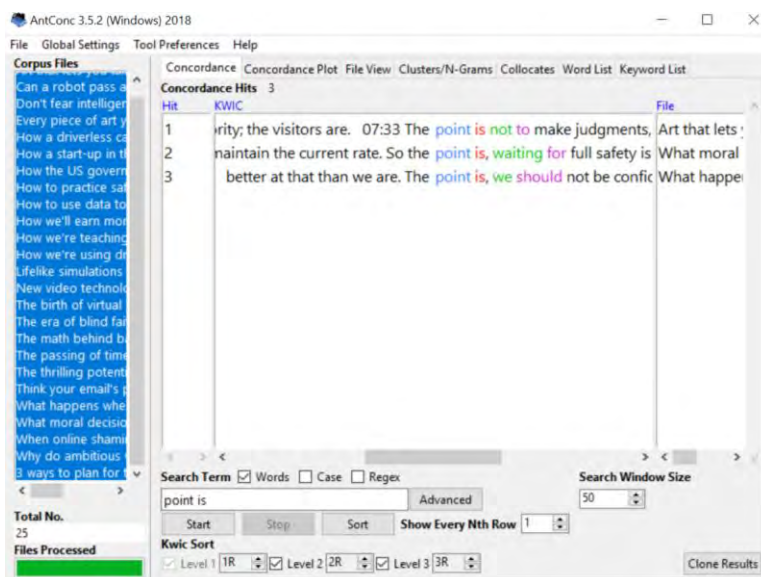 AntConc 3.5.2 (Windows) 2018
File Global Settings Tool Preferences Help
Corpus Files
Can a robot pass a
Don't fear intelliger
Every piece of art y
How a driverless ca
How a start-up in th
How the US govern
How to practice saf
How to use data to
How we'll earn mor
How we're teaching
How we're using dr
Lifelike simulations
New video technolo
The birth of virtual
The era of blind fai
The math behind ba
The passing of time
The thrilling potenti
Think your email's p
What happens whe
What moral decisio
When online shami
Why do ambitious
3 ways to plan for t
Total No.
25
Files Processed
Concordance Concordance Plot File View Clusters/N-Grams Collocates Word List Keyword List
Concordance Hits 3
Hit KWIC File
1 rity; the visitors are. 07:33 The point is not to make judgments, Art that lets
2 naintain the current rate. So the point is, waiting for full safety is What moral
3 better at that than we are. The point is, we should not be confic What happe
Search Term Words Case Regex Search Window Size
point is Advanced 50
Start Stop Sort Show Every Nth Row 1
Kwic Sort
Level 1 1R Level 2 2R Level 3 3R Clone Results